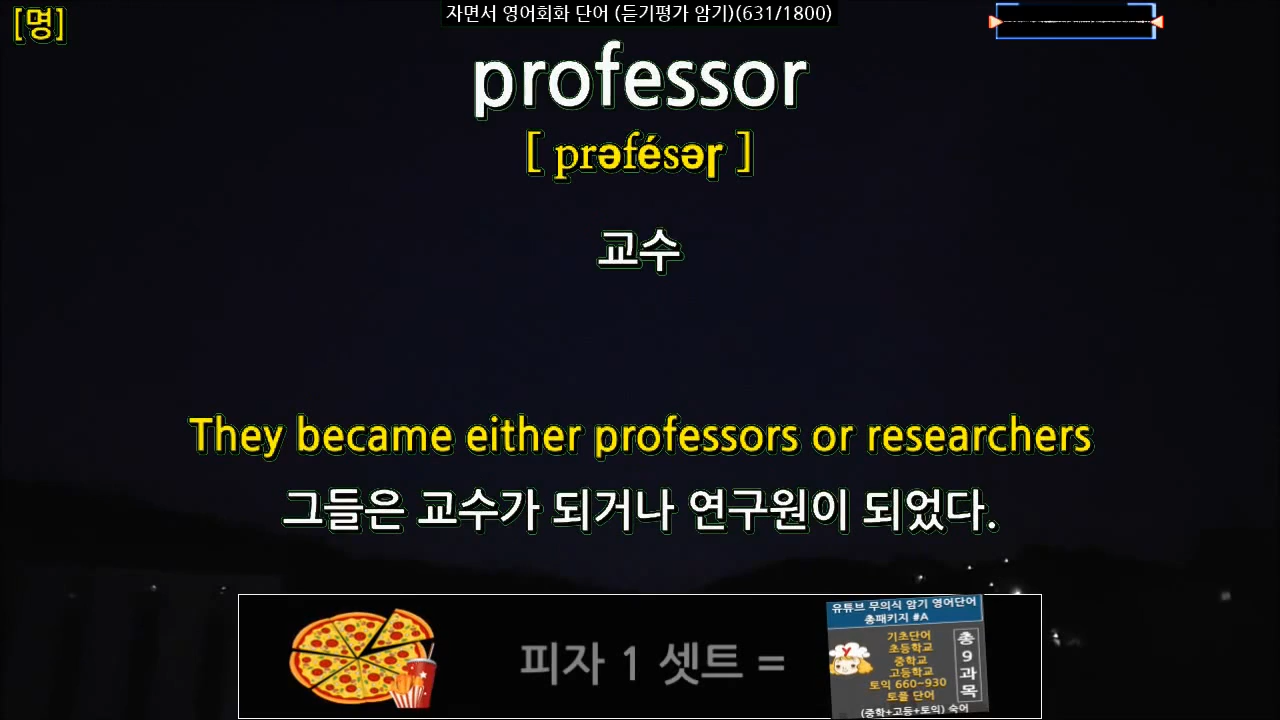 [명]
자면서 영어회화 단어 (듣기평가 암기)(631/1800)
professor
[ prəfésər ]
교수
They became either professors or researchers
그들은 교수가 되거나 연구원이 되었다.
피자 1 셋트 =
유튜브 무의식 암기 영어단어
총패키지 #A
기초단어
초등학교
중학교
고등학교
토익 660-930
토플 단어
총
9
과
목
(중학+고등+토익) 숙어